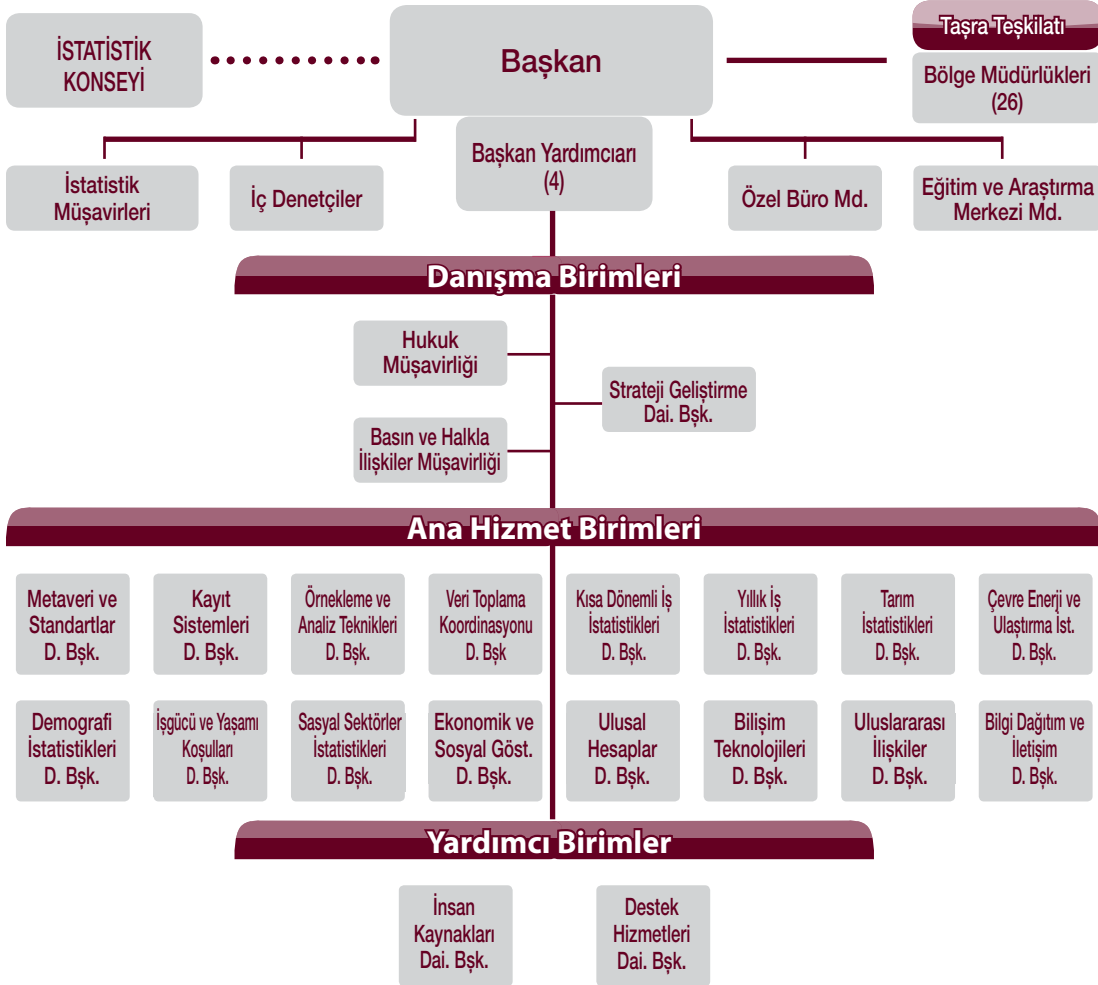 İSTATİSTİK
KONSEYİ
Başkan
Taşra Teşkilatı
Bölge Müdürlükleri
(26)
İstatistik
Müşavirleri
İç Denetçiler
Başkan Yardımcıarı
(4)
Özel Büro Md.
Eğitim ve Araştırma
Merkezi Md.
Danışma Birimleri
Hukuk
Müşavirliği
Strateji Geliştirme
Dai. Bşk.
Basın ve Halkla
İlişkiler Müşavirliği
Ana Hizmet Birimleri
Metaveri ve
Standartlar
D. Bşk.
Kayıt
Sistemleri
D. Bşk.
Örnekleme ve
Analiz Teknikleri
D. Bşk.
Veri Toplama
Koordinasyonu
D. Bşk
Kısa Dönemli İş
İstatistikleri
D. Bşk.
Yıllık İş
İstatistikleri
D. Bşk.
Tarım
İstatistikleri
D. Bşk.
Çevre Enerji ve
Ulaştırma İst.
D. Bşk.
Demografi
İstatistikleri
D. Bşk.
İşgücü ve Yaşamı
Koşulları
D. Bşk.
Sasyal Sektörler
İstatistikleri
D. Bşk.
Ekonomik ve
Sosyal Göst.
D. Bşk.
Ulusal
Hesaplar
D. Bşk.
Bilişim
Teknolojileri
D. Bşk.
Uluslararası
İlişkiler
D. Bşk.
Bilgi Dağıtım ve
İletişim
D. Bşk.
Yardımcı Birimler
İnsan
Kaynakları
Dai. Bşk.
Destek
Hizmetleri
Dai. Bşk.